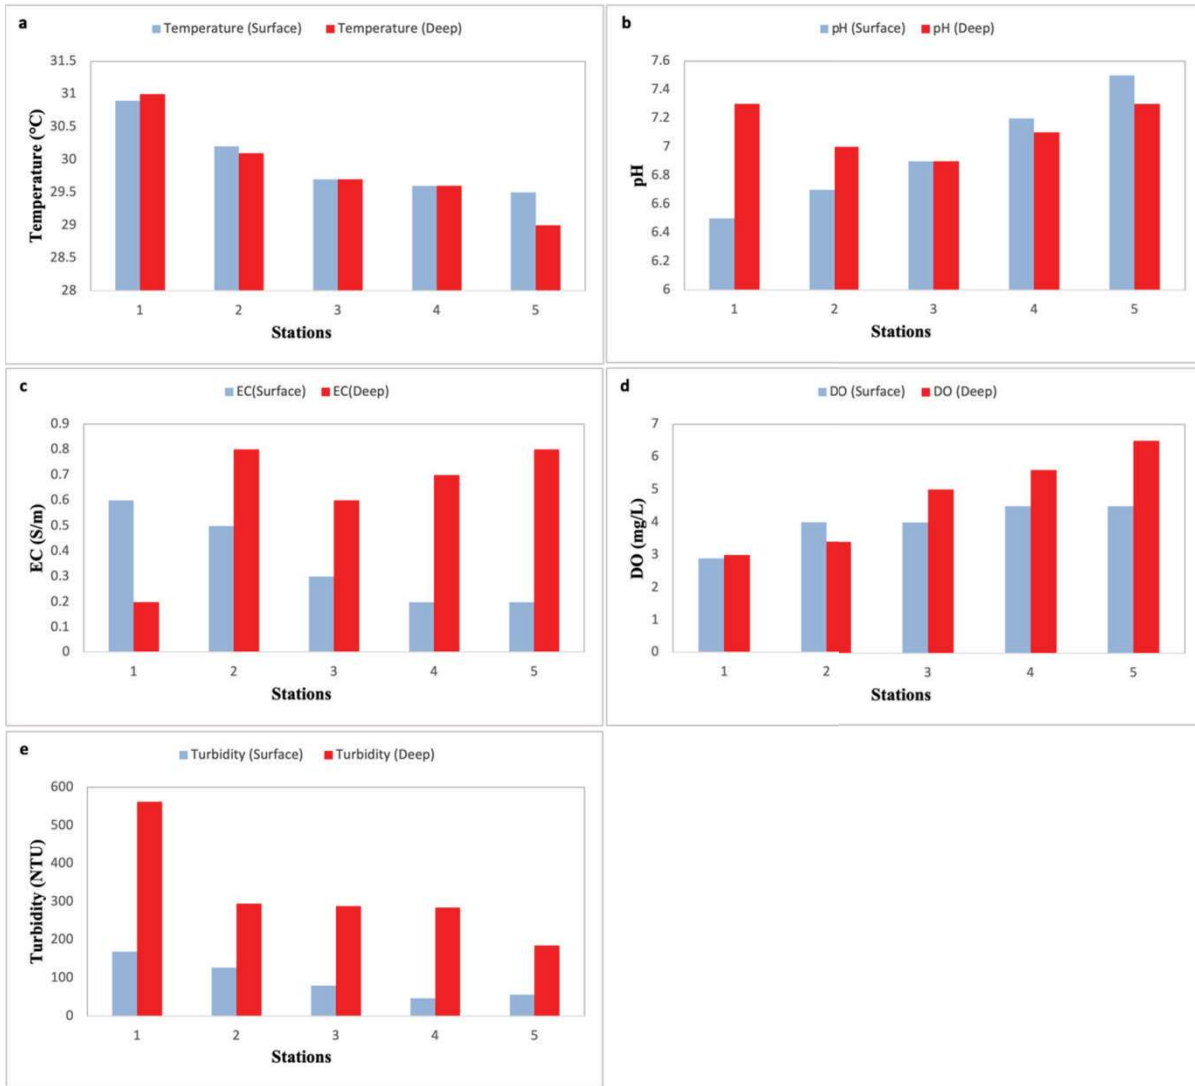 a
Temperature (Surface) Temperature (Deep)
31.5
31
30.5
30
29.5
29
28.5
28
Temperature (°C)
1 2 3 4 5
Stations
b
pH (Surface) pH (Deep)
7.6
7.4
7.2
7
6.8
6.6
6.4
6.2
6
pH
1 2 3 4 5
Stations
c
EC(Surface) EC(Deep)
0.9
0.8
0.7
0.6
0.5
0.4
0.3
0.2
0.1
0
EC (S/m)
1 2 3 4 5
Stations
d
DO (Surface) DO (Deep)
7
6
5
4
3
2
1
0
DO (mg/L)
1 2 3 4 5
Stations
e
Turbidity (Surface) Turbidity (Deep)
600
500
400
300
200
100
0
Turbidity (NTU)
1 2 3 4 5
Stations